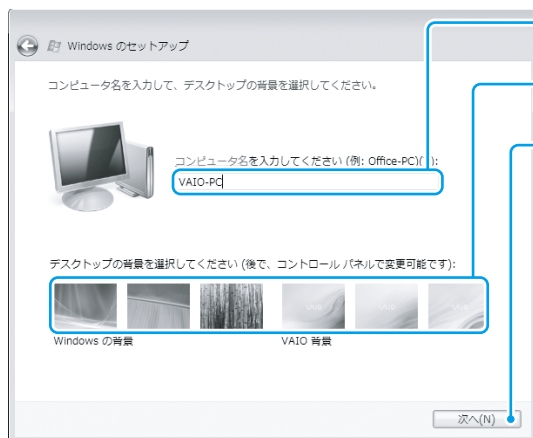 Windows のセットアップ
コンピュータ名を入力して、デスクトップの背景を選択してください。
コンピュータ名を入力してください (例: Office-PC)( ):
VAIO-PC
デスクトップの背景を選択してください (後で、コントロール パネルで変更可能です):
VAIO VAIO VAIO
Windows の背景 VAIO 背景
次へ(N)